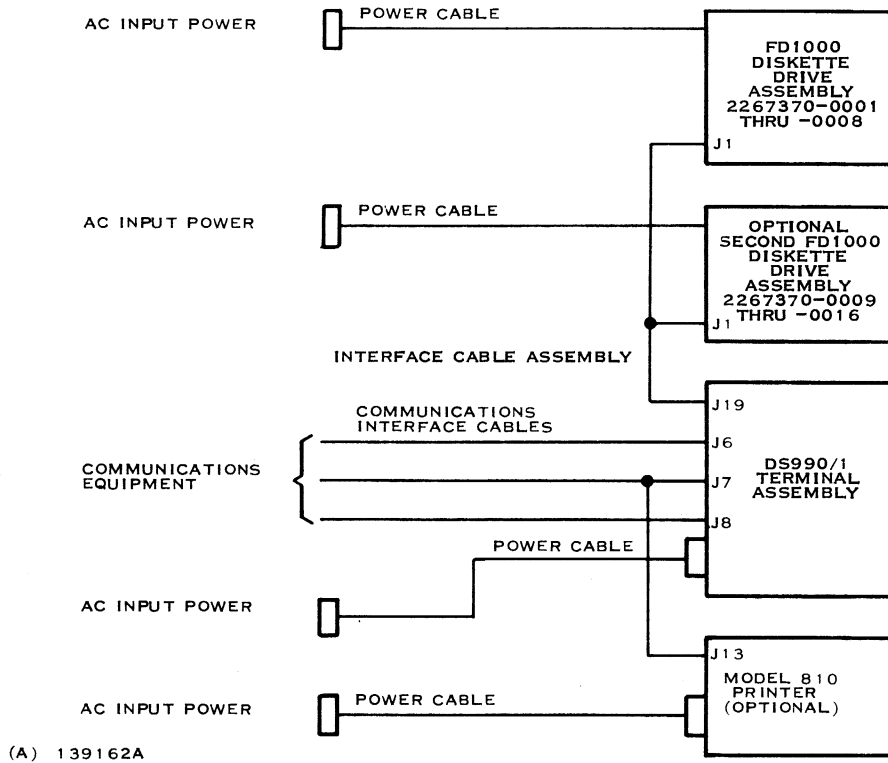 AC INPUT POWER
POWER CABLE
FD1000
DISKETTE
DRIVE
ASSEMBLY
2267370-0001
THRU -0008
J1
AC INPUT POWER
POWER CABLE
OPTIONAL
SECOND FD1000
DISKETTE
DRIVE
ASSEMBLY
2267370-0009
THRU -0016
J1
INTERFACE CABLE ASSEMBLY
J19
COMMUNICATIONS
INTERFACE CABLES
J6
COMMUNICATIONS
EQUIPMENT
J7
DS990/1
TERMINAL
ASSEMBLY
J8
POWER CABLE
AC INPUT POWER
J13
MODEL 810
PRINTER
(OPTIONAL)
AC INPUT POWER
POWER CABLE
(A) 139162A